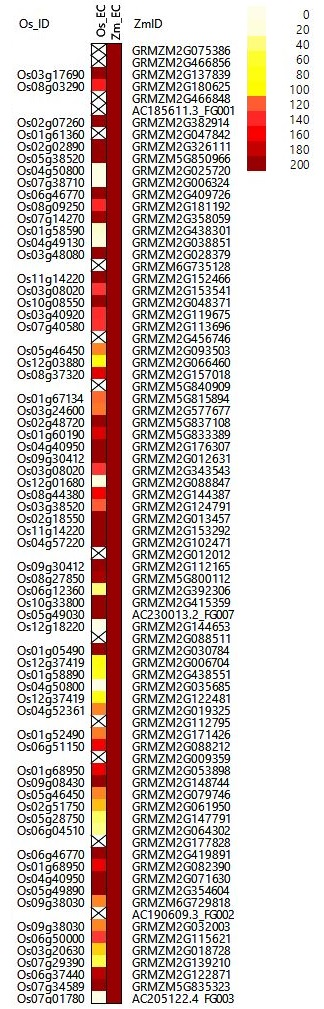 Os_ID Os_EC Zm_EC ZmID
0
20
40
60
80
100
120
140
160
180
200
GRMZM2G075386
GRMZM2G466856
Os03g17690 GRMZM2G137839
Os08g03290 GRMZM2G180625
GRMZM2G466848
AC185611.3_FG001
Os02g07260 GRMZM2G382914
Os01g61360 GRMZM2G047842
Os02g02890 GRMZM2G326111
Os05g38520 GRMZM5G850966
Os04g50800 GRMZM2G025720
Os07g38710 GRMZM2G006324
Os06g46770 GRMZM2G409726
Os08g09250 GRMZM2G181192
Os07g14270 GRMZM2G358059
Os01g58590 GRMZM2G438301
Os04g49130 GRMZM2G038851
Os03g48080 GRMZM2G028379
GRMZM6G735128
Os11g14220 GRMZM2G152466
Os03g08020 GRMZM2G153541
Os10g08550 GRMZM2G048371
Os03g40920 GRMZM2G119675
Os07g40580 GRMZM2G113696
GRMZM2G456746
Os05g46450 GRMZM2G093503
Os12g03880 GRMZM2G066460
Os08g37320 GRMZM2G157018
GRMZM5G840909
Os01g67134 GRMZM5G815894
Os03g24600 GRMZM2G577677
Os02g48720 GRMZM5G837108
Os01g60190 GRMZM5G833389
Os04g40950 GRMZM2G176307
Os09g30412 GRMZM2G012631
Os03g08020 GRMZM2G343543
Os12g01680 GRMZM2G088847
Os08g44380 GRMZM2G144387
Os03g38520 GRMZM2G124791
Os02g18550 GRMZM2G013457
Os11g14220 GRMZM2G153292
Os04g57220 GRMZM2G102471
GRMZM2G012012
Os09g30412 GRMZM2G112165
Os08g27850 GRMZM5G800112
Os06g12360 GRMZM2G392306
Os10g33800 GRMZM2G415359
Os05g49030 AC230013.2_FG007
Os12g18220 GRMZM2G144653
GRMZM2G088511
Os01g05490 GRMZM2G030784
Os12g37419 GRMZM2G006704
Os01g58890 GRMZM2G438551
Os04g50800 GRMZM2G035685
Os12g37419 GRMZM2G122481
Os04g52361 GRMZM2G019325
GRMZM2G112795
Os01g52490 GRMZM2G171426
Os06g51150 GRMZM2G088212
GRMZM2G009359
Os01g68950 GRMZM2G053898
Os09g08430 GRMZM2G148744
Os05g46450 GRMZM2G079746
Os02g51750 GRMZM2G061950
Os05g28750 GRMZM2G147791
Os06g04510 GRMZM2G064302
GRMZM2G177828
Os06g46770 GRMZM2G419891
Os01g68950 GRMZM2G082390
Os04g40950 GRMZM2G071630
Os05g49890 GRMZM2G354604
Os09g38030 GRMZM6G729818
AC190609.3_FG002
Os09g38030 GRMZM2G032003
Os06g50000 GRMZM2G115621
Os03g20630 GRMZM2G018728
Os07g29390 GRMZM2G139210
Os06g37440 GRMZM2G122871
Os07g34589 GRMZM5G835323
Os07g01780 AC205122.4_FG003